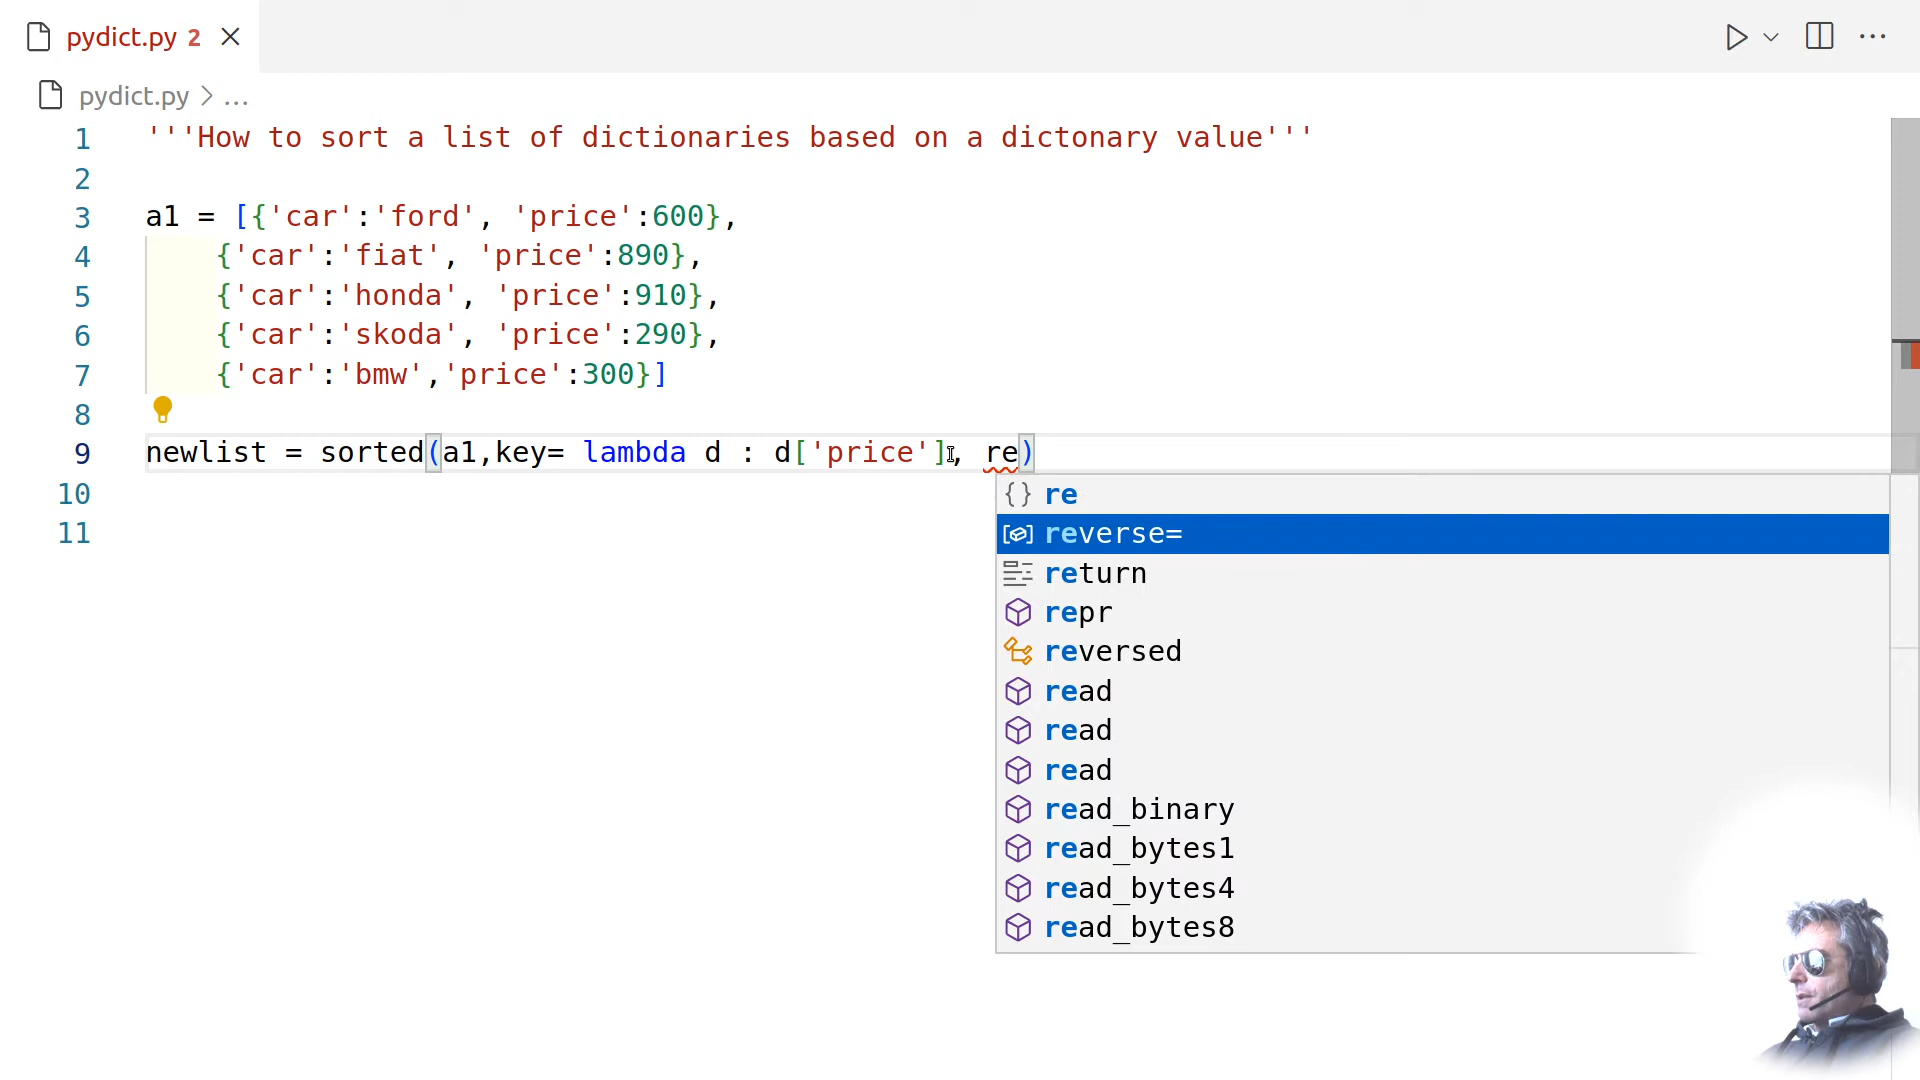 pydict.py 2
pydict.py > ...
1 '''How to sort a list of dictionaries based on a dictonary value'''
2
3 a1 = [{'car':'ford', 'price':600},
4 {'car':'fiat', 'price':890},
5 {'car':'honda', 'price':910},
6 {'car':'skoda', 'price':290},
7 {'car':'bmw','price':300}]
8
9 newlist = sorted(a1,key= lambda d : d['price'], re)
10
11
re
reverse=
return
repr
reversed
read
read
read
read_binary
read_bytes1
read_bytes4
read_bytes8